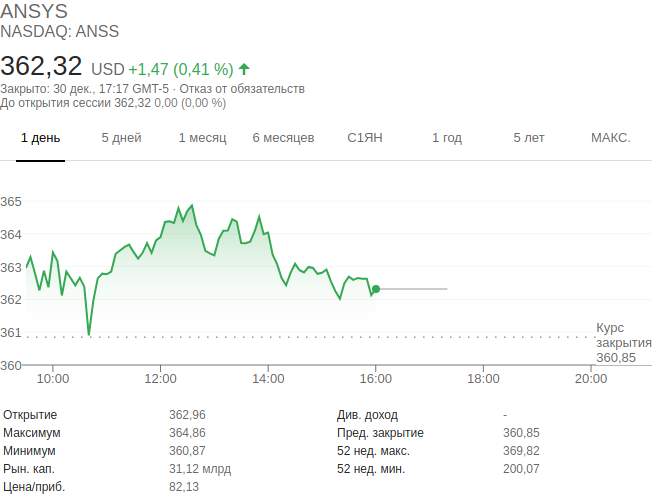 ANSYS
NASDAQ: ANSS
362,32 USD +1,47 (0,41 %)
Закрыто: 30 дек., 17:17 GMT-5 · Отказ от обязательств
До открытия сессии 362,32 0,00 (0,00 %)
1 день 5 дней 1 месяц 6 месяцев С1ЯН 1 год 5 лет МАКС.
365
364
363
362
361
360
Курс
закрытия
360,85
10:00 12:00 14:00 16:00 18:00 20:00
Открытие 362,96 Див. доход -
Максимум 364,86 Пред. закрытие 360,85
Минимум 360,87 52 нед. макс. 369,82
Рын. кап. 31,12 млрд 52 нед. мин. 200,07
Цена/приб. 82,13